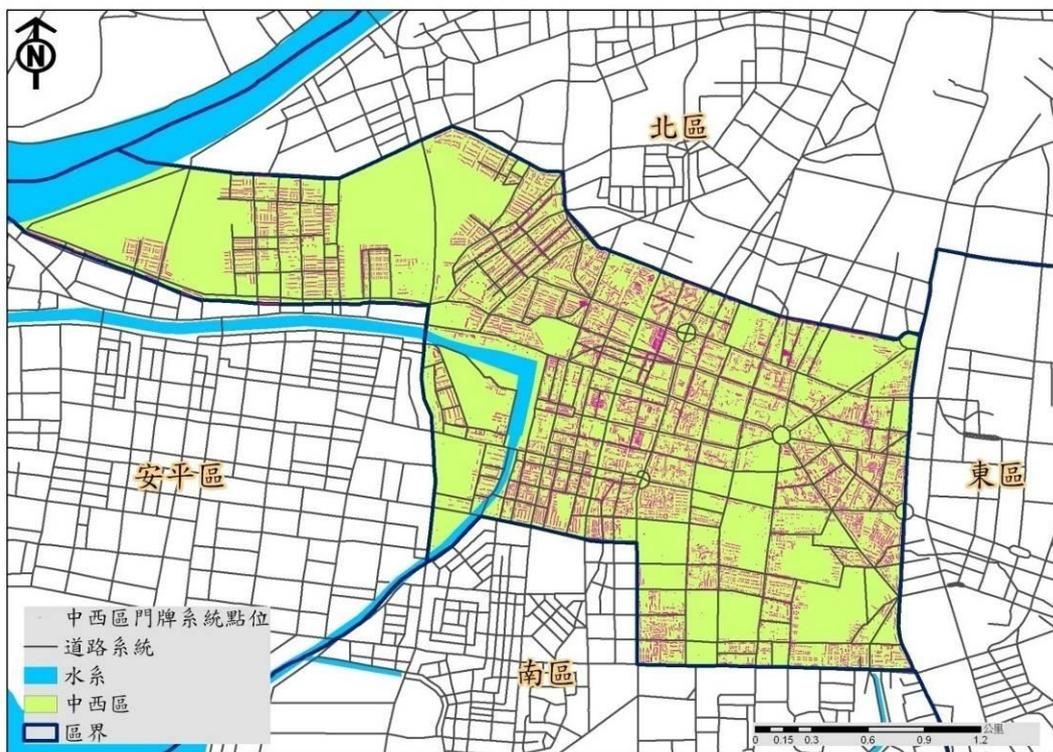 N
北區
安平區
東區
南區
中西區門牌系統點位
道路系統
水系
中西區
區界
公里
0 0.15 0.3 0.6 0.9 1.2